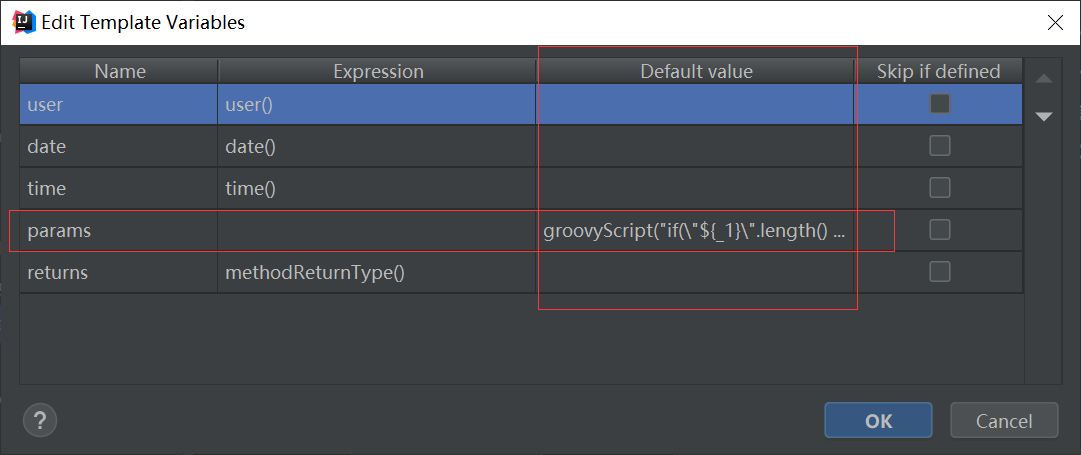 Edit Template Variables
Name Expression Default value Skip if defined
user user()
date date()
time time()
params groovyScript("if(\"${_1}\".length() ...
returns methodReturnType()
? OK Cancel